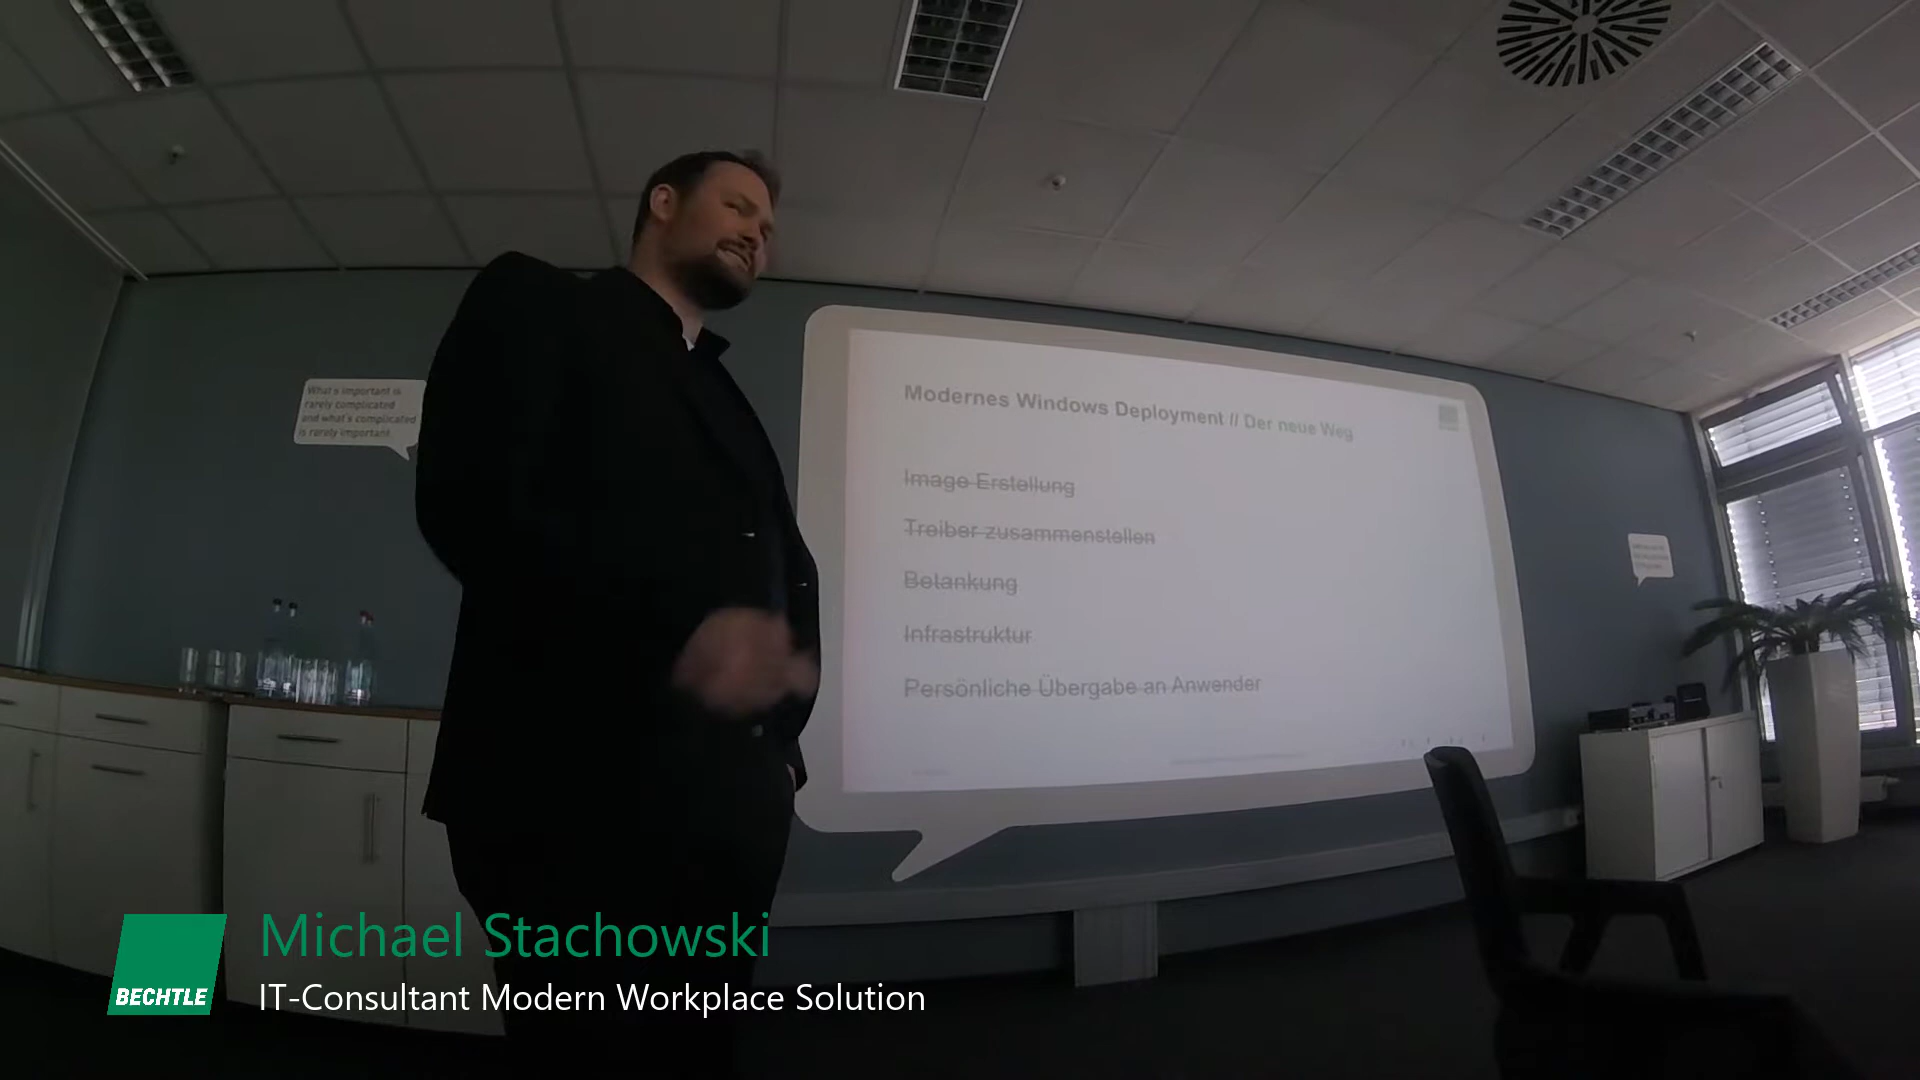 What's important is
rarely complicated
and what's complicated
is rarely important
Modernes Windows Deployment // Der neue Weg
Image Erstellung
Treiber zusammenstellen
Betankung
Infrastruktur
Persönliche Übergabe an Anwender
Michael Stachowski
BECHTLE
IT-Consultant Modern Workplace Solution